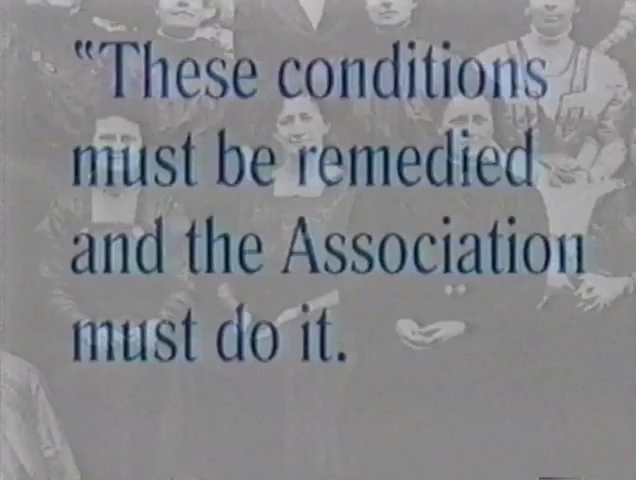 “These conditions
must be remedied
and the Association
must do it.